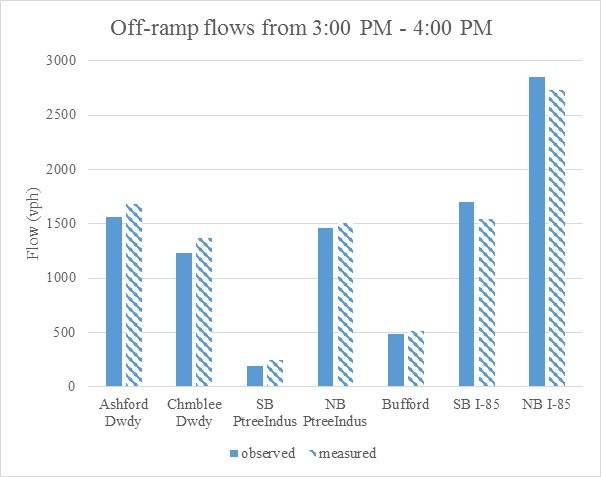 Off-ramp flows from 3:00 PM - 4:00 PM
3000
2500
2000
1500
1000
500
0
Flow (vph)
Ashford
Dwdy
Chmblee
Dwdy
SB
PtreeIndus
NB
PtreeIndus
Bufford
SB I-85
NB I-85
observed
measured